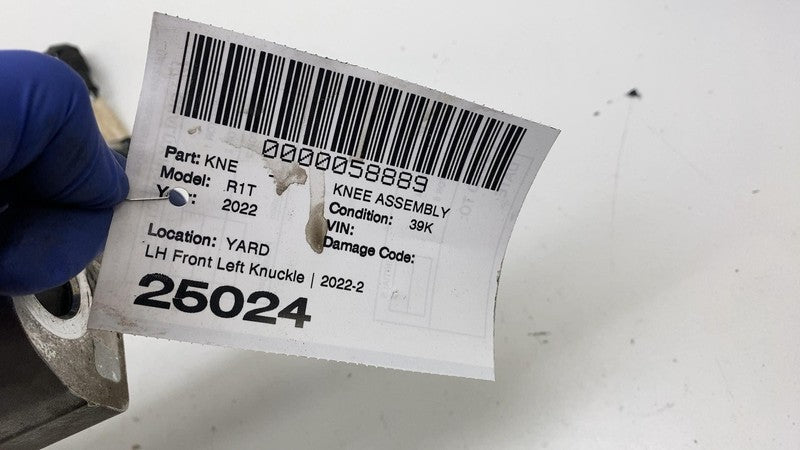 0000058889
Part: KNE
KNEE ASSEMBLY
Model: R1T
Condition: 39K
2022
VIN:
Location: YARD
Damage Code:
LH Front Left Knuckle | 2022-2
25024